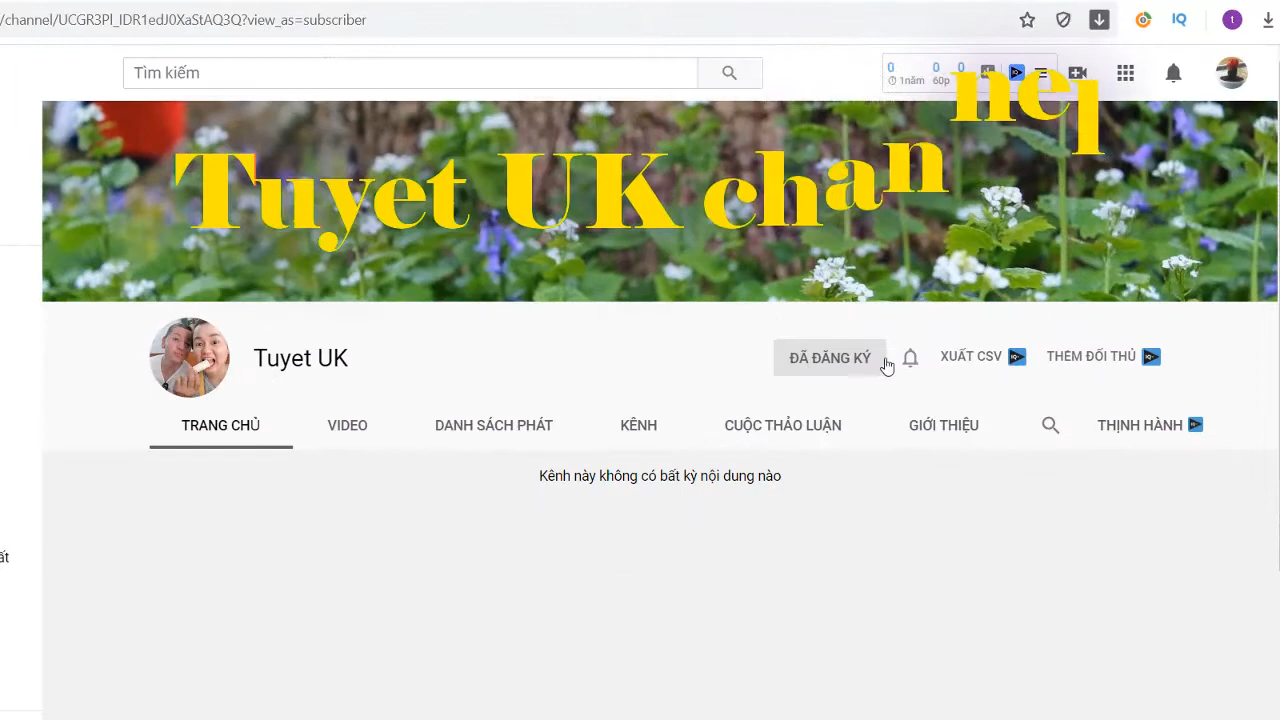 /channel/UCGR3Pl_IDR1edJ0XaStAQ3Q?view_as=subscriber
IQ
t
Tìm kiếm
0 0 0
1năm 60p
Tuyet UK channel
Tuyet UK
ĐÃ ĐĂNG KÝ
XUẤT CSV
THÊM ĐỐI THỦ
TRANG CHỦ VIDEO DANH SÁCH PHÁT KÊNH CUỘC THẢO LUẬN GIỚI THIỆU THỊNH HÀNH
Kênh này không có bất kỳ nội dung nào
ất